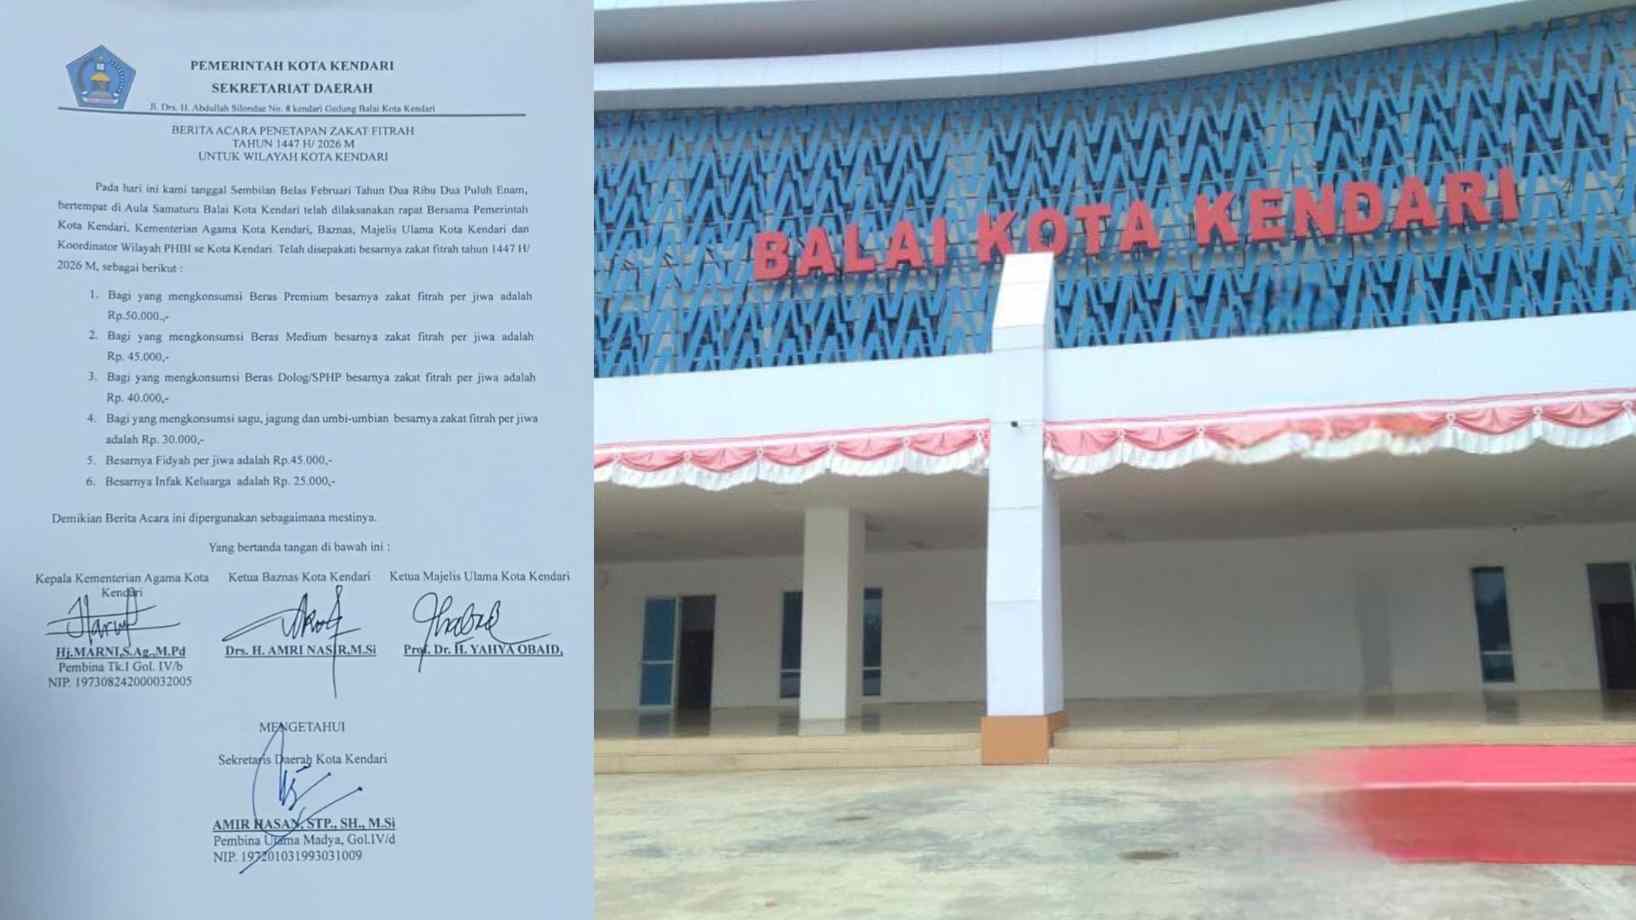 PEMERINTAH KOTA KENDARI
SEKRETARIAT DAERAH
Jl. Drs. H. Abdullah Silondae No. 8 kendari Gedung Balai Kota Kendari
BERITA ACARA PENETAPAN ZAKAT FITRAH
TAHUN 1447 H/ 2026 M
UNTUK WILAYAH KOTA KENDARI
Pada hari ini kami tanggal Sembilan Belas Februari Tahun Dua Ribu Dua Puluh Enam,
bertempat di Aula Samaturu Balai Kota Kendari telah dilaksanakan rapat Bersama Pemerintah
Kota Kendari, Kementerian Agama Kota Kendari, Baznas, Majelis Ulama Kota Kendari dan
Koordinator Wilayah PHBI se Kota Kendari. Telah disepakati besarnya zakat fitrah tahun 1447 H/
2026 M, sebagai berikut :
1. Bagi yang mengkonsumsi Beras Premium besarnya zakat fitrah per jiwa adalah
Rp.50.000.,-
2. Bagi yang mengkonsumsi Beras Medium besarnya zakat fitrah per jiwa adalah
Rp. 45.000,-
3. Bagi yang mengkonsumsi Beras Dolog/SPHP besarnya zakat fitrah per jiwa adalah
Rp. 40.000,-
4. Bagi yang mengkonsumsi sagu, jagung dan umbi-umbian besarnya zakat fitrah per jiwa
adalah Rp. 30.000,-
5. Besarnya Fidyah per jiwa adalah Rp.45.000,-
6. Besarnya Infak Keluarga adalah Rp. 25.000,-
Demikian Berita Acara ini dipergunakan sebagaimana mestinya.
Yang bertanda tangan di bawah ini :
Kepala Kementerian Agama Kota
Kendari
Hj.MARNI,S.Ag.,M.Pd
Pembina Tk.I Gol. IV/b
NIP. 197308242000032005
Ketua Baznas Kota Kendari
Drs. H. AMRI NASIR,M.Si
Ketua Majelis Ulama Kota Kendari
Prof. Dr. H. YAHYA OBAID,
MENGETAHUI
Sekretaris Daerah Kota Kendari
AMIR HASAN, STP., SH., M.Si
Pembina Utama Madya, Gol.IV/d
NIP. 197201031993031009
BALAI KOTA KENDARI